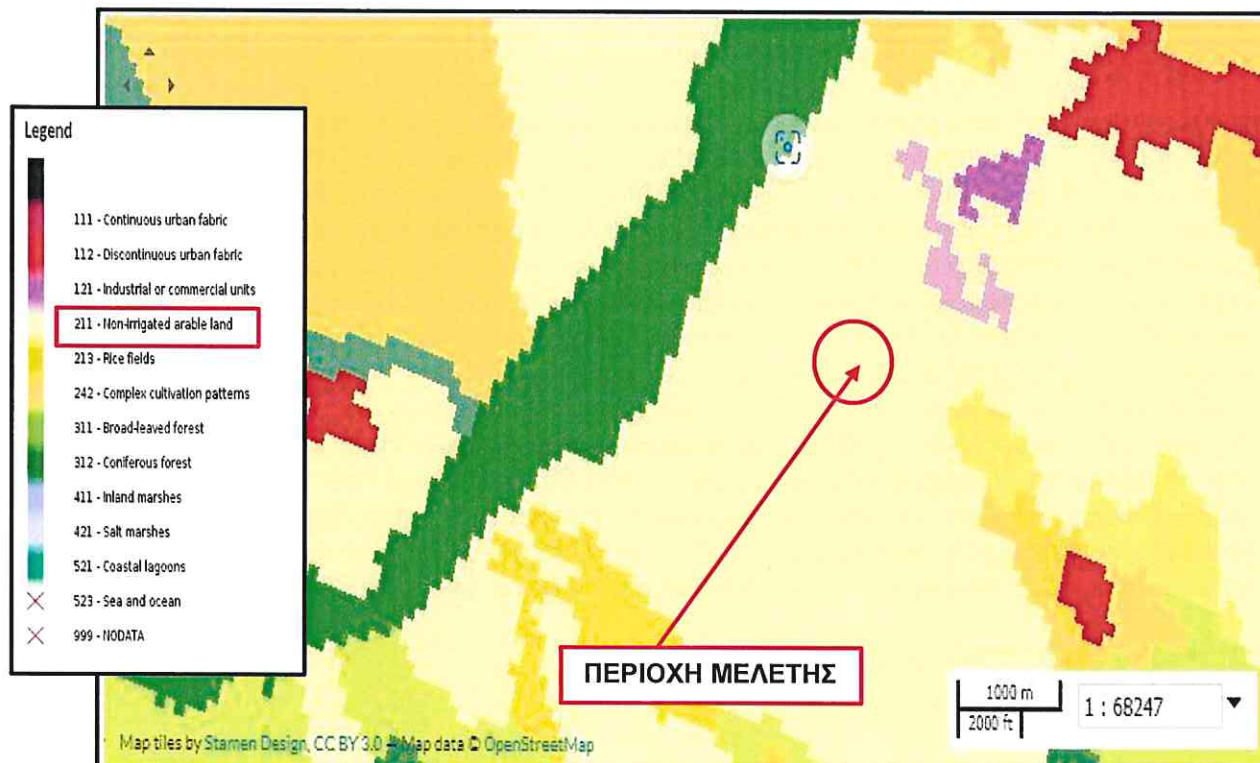 Legend
111 - Continuous urban fabric
112 - Discontinuous urban fabric
121 - Industrial or commercial units
211 - Non-irrigated arable land
213 - Rice fields
242 - Complex cultivation patterns
311 - Broad-leaved forest
312 - Coniferous forest
411 - Inland marshes
421 - Salt marshes
521 - Coastal lagoons
523 - Sea and ocean
999 - NODATA
ΠΕΡΙΟΧΗ ΜΕΛΕΤΗΣ
1000 m
2000 ft
1 : 68247
Map tiles by Stamen Design, CC BY 3.0 — Map data © OpenStreetMap